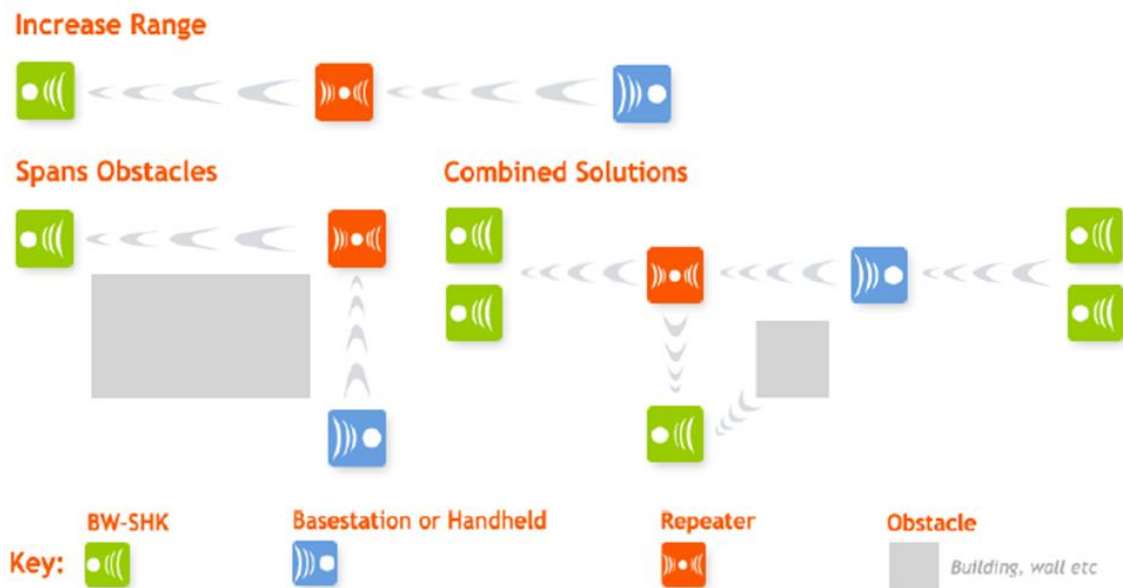 Increase Range
Spans Obstacles
Combined Solutions
BW-SHK
Basestation or Handheld
Repeater
Obstacle
Key:
Building, wall etc